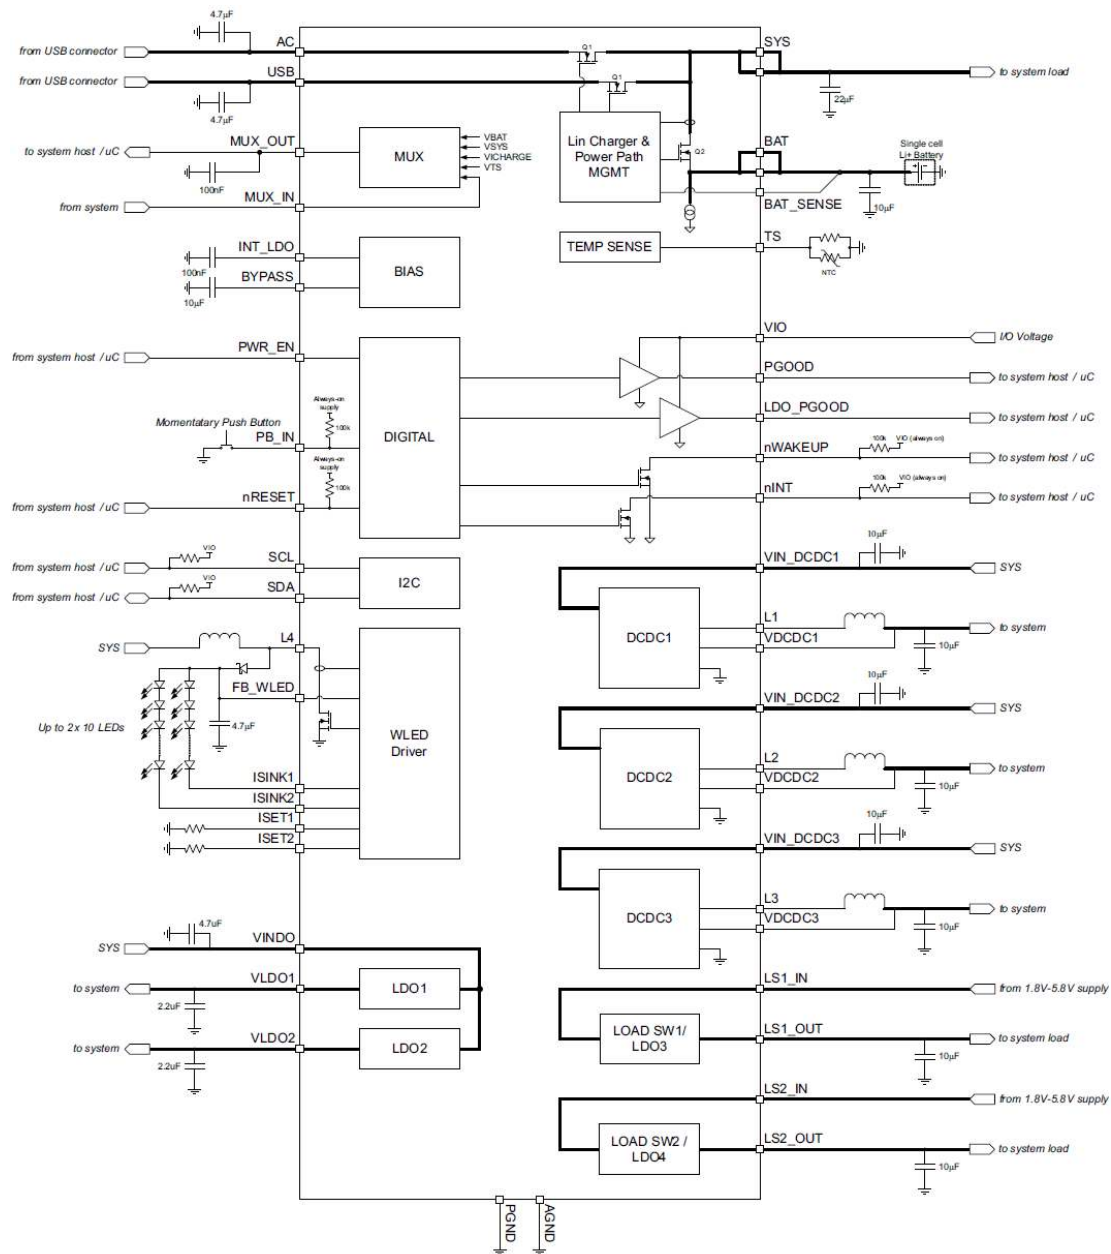 4.7μF
from USB connector
AC
Q1
SYS
from USB connector
USB
Q1
to system load
4.7μF
22μF
to system host / uC
MUX_OUT
MUX
VBAT
VSYS
VICHARGE
VTS
Lin Charger &
Power Path
MGMT
Q2
BAT
Single cell
Li+ Battery
100nF
from system
MUX_IN
BAT_SENSE
10μF
TS
INT_LDO
TEMP SENSE
100nF
BIAS
NTC
BYPASS
10μF
VIO
I/O Voltage
from system host / uC
PWR_EN
PGOOD
to system host / uC
Always-on
supply
100k
LDO_PGOOD
to system host / uC
Momentatary Push Button
PB_IN
DIGITAL
nWAKEUP
100k
VIO (always on)
to system host / uC
Always-on
supply
100k
from system host / uC
nRESET
nINT
100k
VIO (always on)
to system host / uC
VIO
10μF
from system host / uC
SCL
VIN_DCDC1
SYS
VIO
I2C
from system host / uC
SDA
DCDC1
L1
to system
SYS
L4
VDCDC1
10μF
FB_WLED
10μF
VIN_DCDC2
SYS
Up to 2x 10 LEDs
4.7μF
WLED
Driver
DCDC2
L2
to system
VDCDC2
10μF
ISINK1
ISINK2
10μF
ISET1
ISET2
VIN_DCDC3
SYS
DCDC3
L3
to system
VDCDC3
10μF
4.7uF
SYS
VINDO
to system
VLDO1
LDO1
LS1_IN
from 1.8V-5.8V supply
2.2uF
LOAD SW1/
LDO3
LS1_OUT
to system load
to system
VLDO2
LDO2
10μF
2.2uF
LS2_IN
from 1.8V-5.8V supply
LOAD SW2 /
LDO4
LS2_OUT
to system load
10μF
PGND
AGND